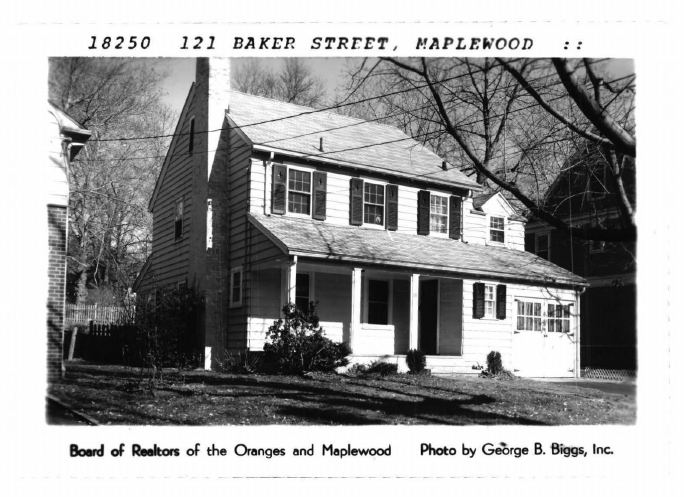 18250 121 BAKER STREET, MAPLEWOOD ::
Board of Realtors of the Oranges and Maplewood Photo by George B. Biggs, Inc.